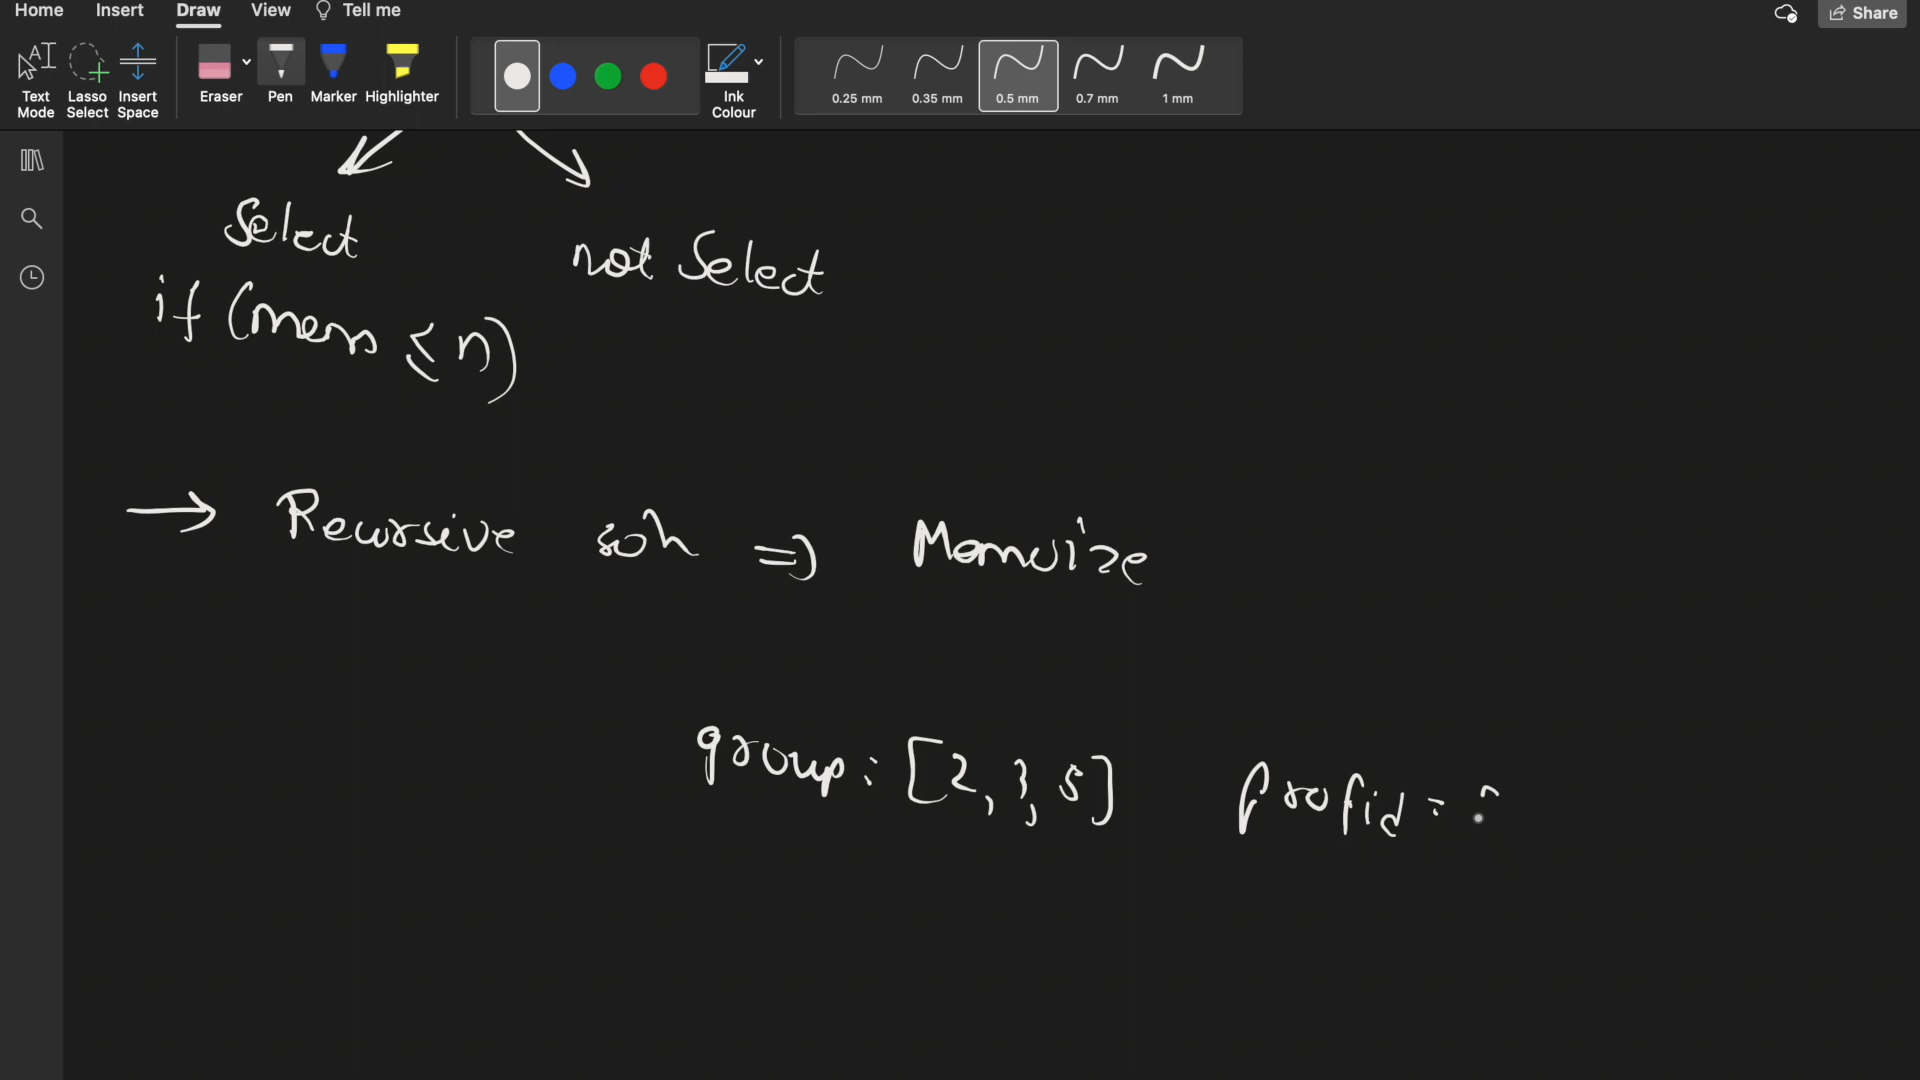 Home Insert Draw View Tell me Share
Text Mode Lasso Select Insert Space Eraser Pen Marker Highlighter Ink Colour 0.25 mm 0.35 mm 0.5 mm 0.7 mm 1 mm
Select not Select
if (mem ≤ n)
→ Recursive soln => Memoize
group: [2, 3, 5] Profid =